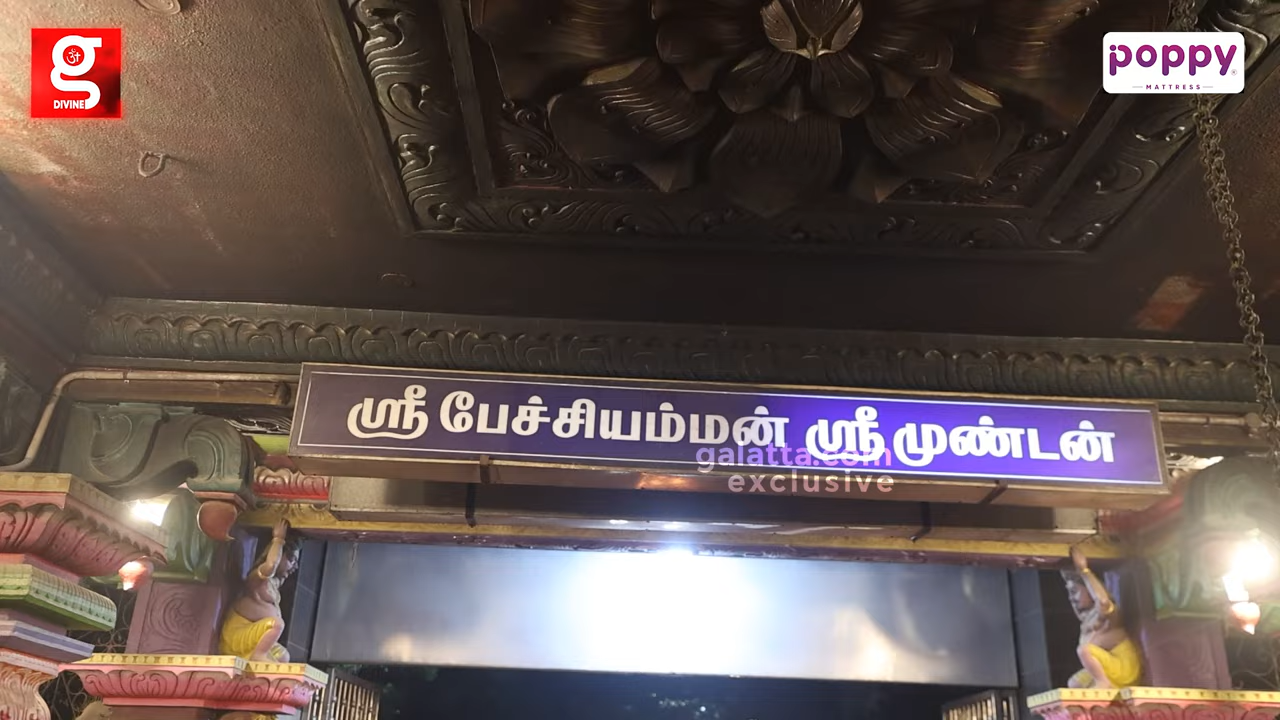 g
DIVINE
poppy
MATTRESS
ஸ்ரீ பேச்சியம்மன் ஸ்ரீ முண்டன்
galatta.com
exclusive